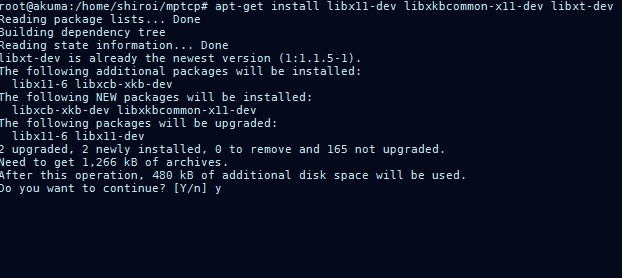 root@akuma:/home/shiroi/mptcp# apt-get install libx11-dev libxkbcommon-x11-dev libxt-dev
Reading package lists... Done
Building dependency tree
Reading state information... Done
libxt-dev is already the newest version (1:1.1.5-1).
The following additional packages will be installed:
  libx11-6 libxcb-xkb-dev
The following NEW packages will be installed:
  libxcb-xkb-dev libxkbcommon-x11-dev
The following packages will be upgraded:
  libx11-6 libx11-dev
2 upgraded, 2 newly installed, 0 to remove and 165 not upgraded.
Need to get 1,266 kB of archives.
After this operation, 480 kB of additional disk space will be used.
Do you want to continue? [Y/n] y